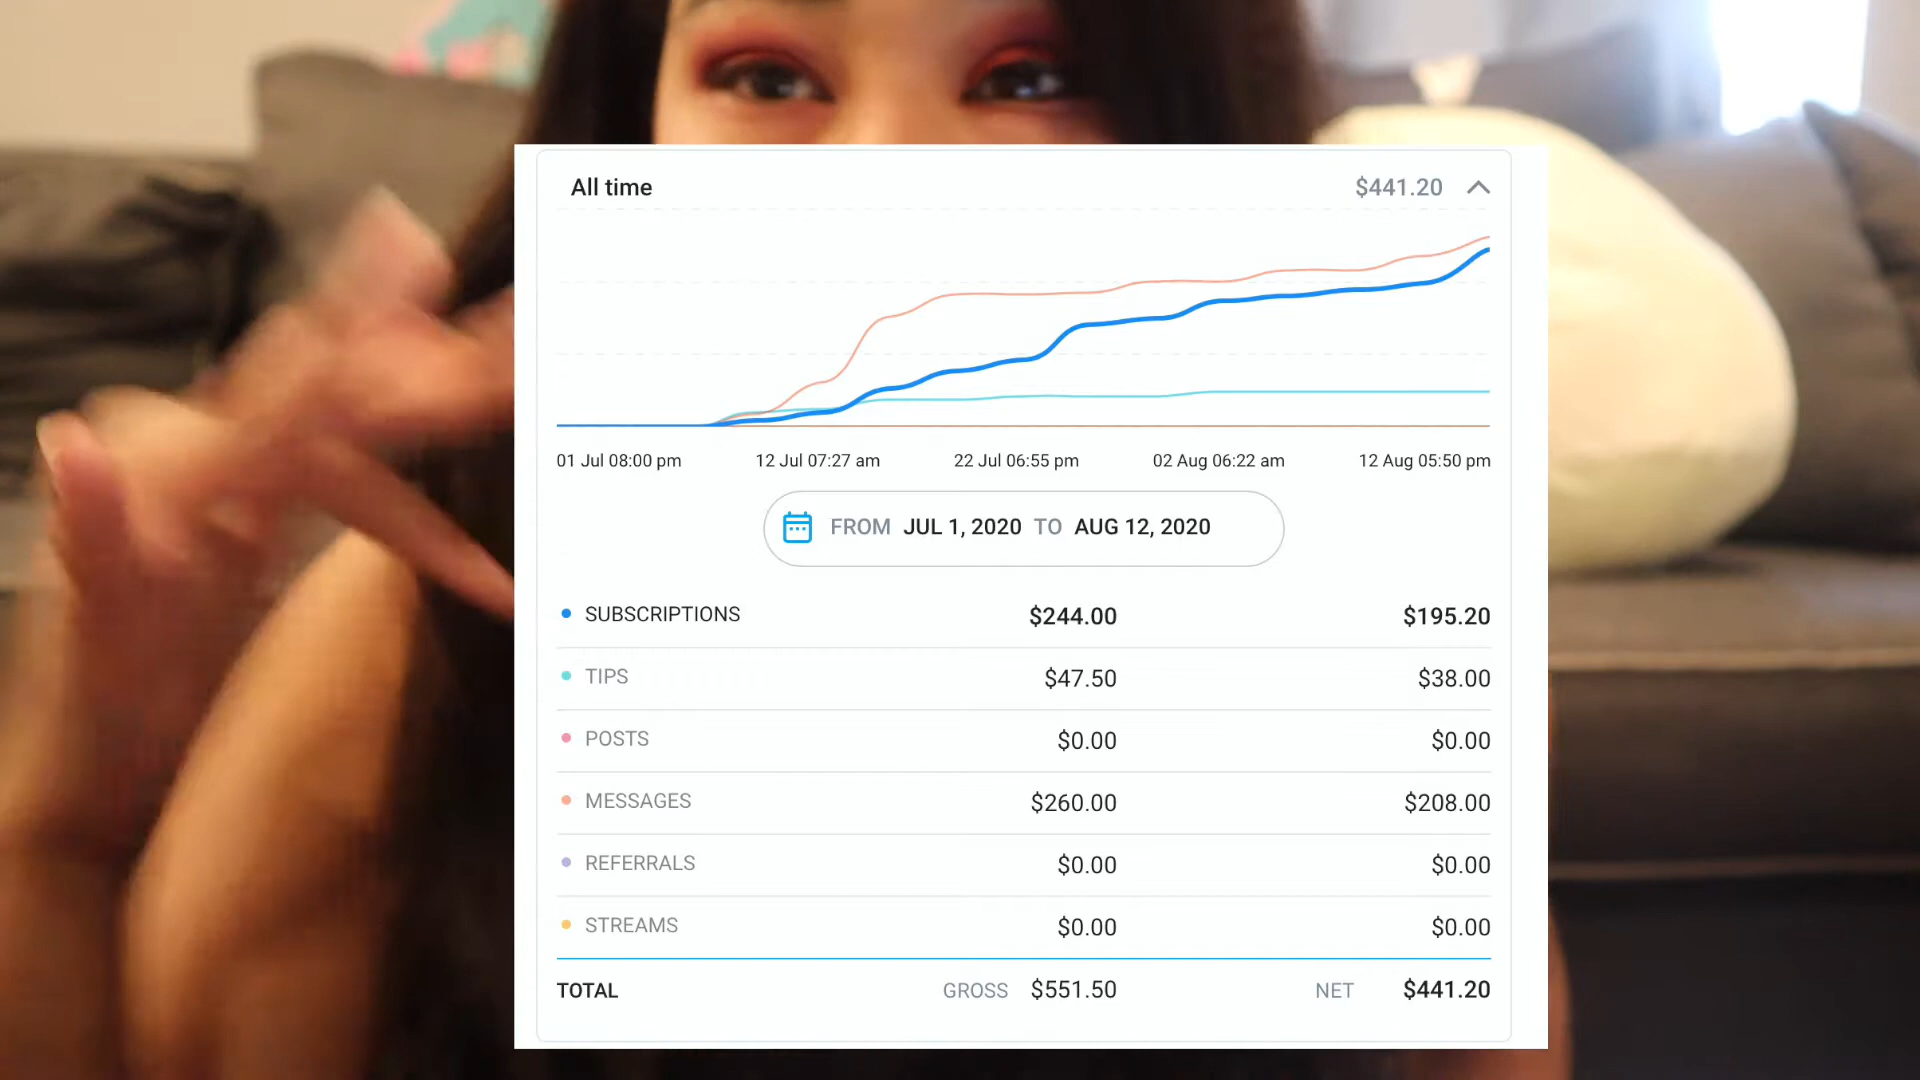 All time $441.20
01 Jul 08:00 pm 12 Jul 07:27 am 22 Jul 06:55 pm 02 Aug 06:22 am 12 Aug 05:50 pm
FROM JUL 1, 2020 TO AUG 12, 2020
SUBSCRIPTIONS $244.00 $195.20
TIPS $47.50 $38.00
POSTS $0.00 $0.00
MESSAGES $260.00 $208.00
REFERRALS $0.00 $0.00
STREAMS $0.00 $0.00
TOTAL GROSS $551.50 NET $441.20